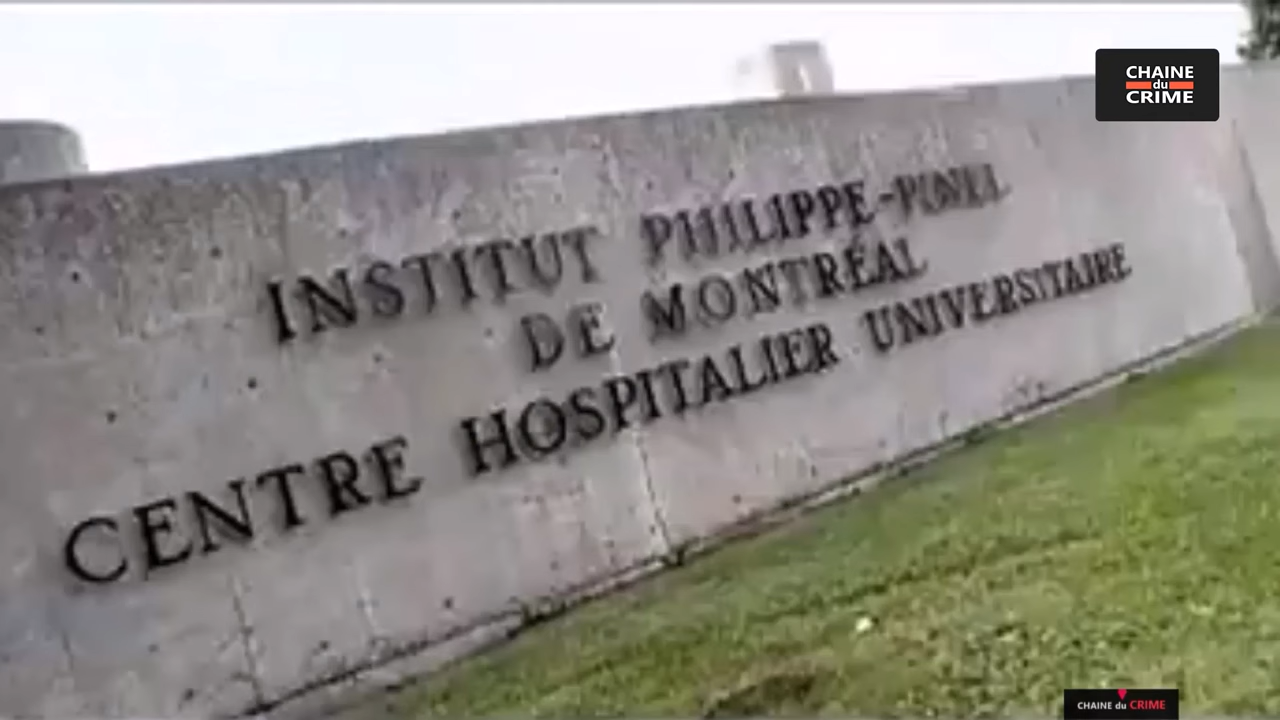 CHAINE
du
CRIME
INSTITUT PHILIPPE-PINEL
DE MONTRÉAL
CENTRE HOSPITALIER UNIVERSITAIRE
CHAINE du CRIME